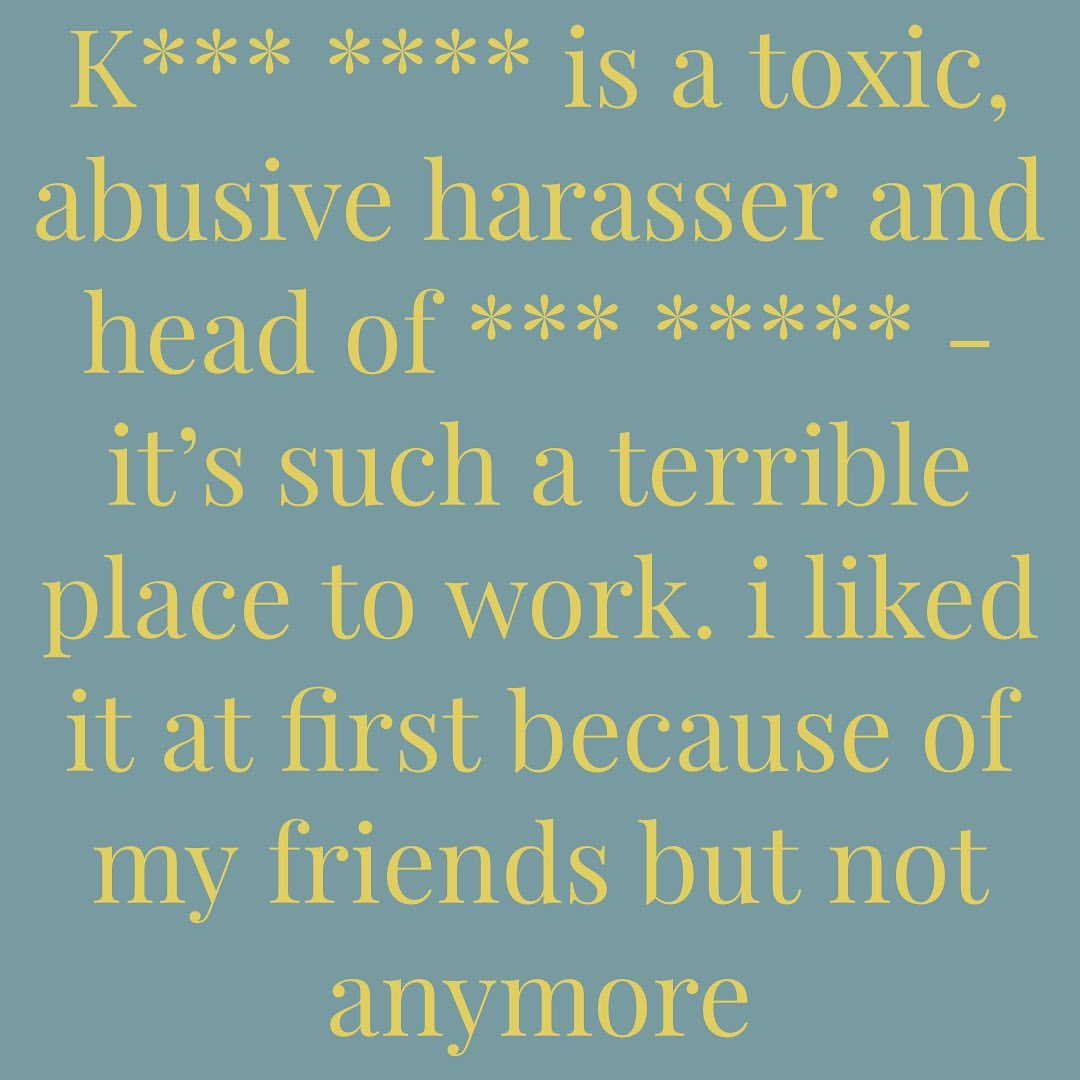 K*** **** is a toxic,
abusive harasser and
head of *** ***** -
it’s such a terrible
place to work. i liked
it at first because of
my friends but not
anymore